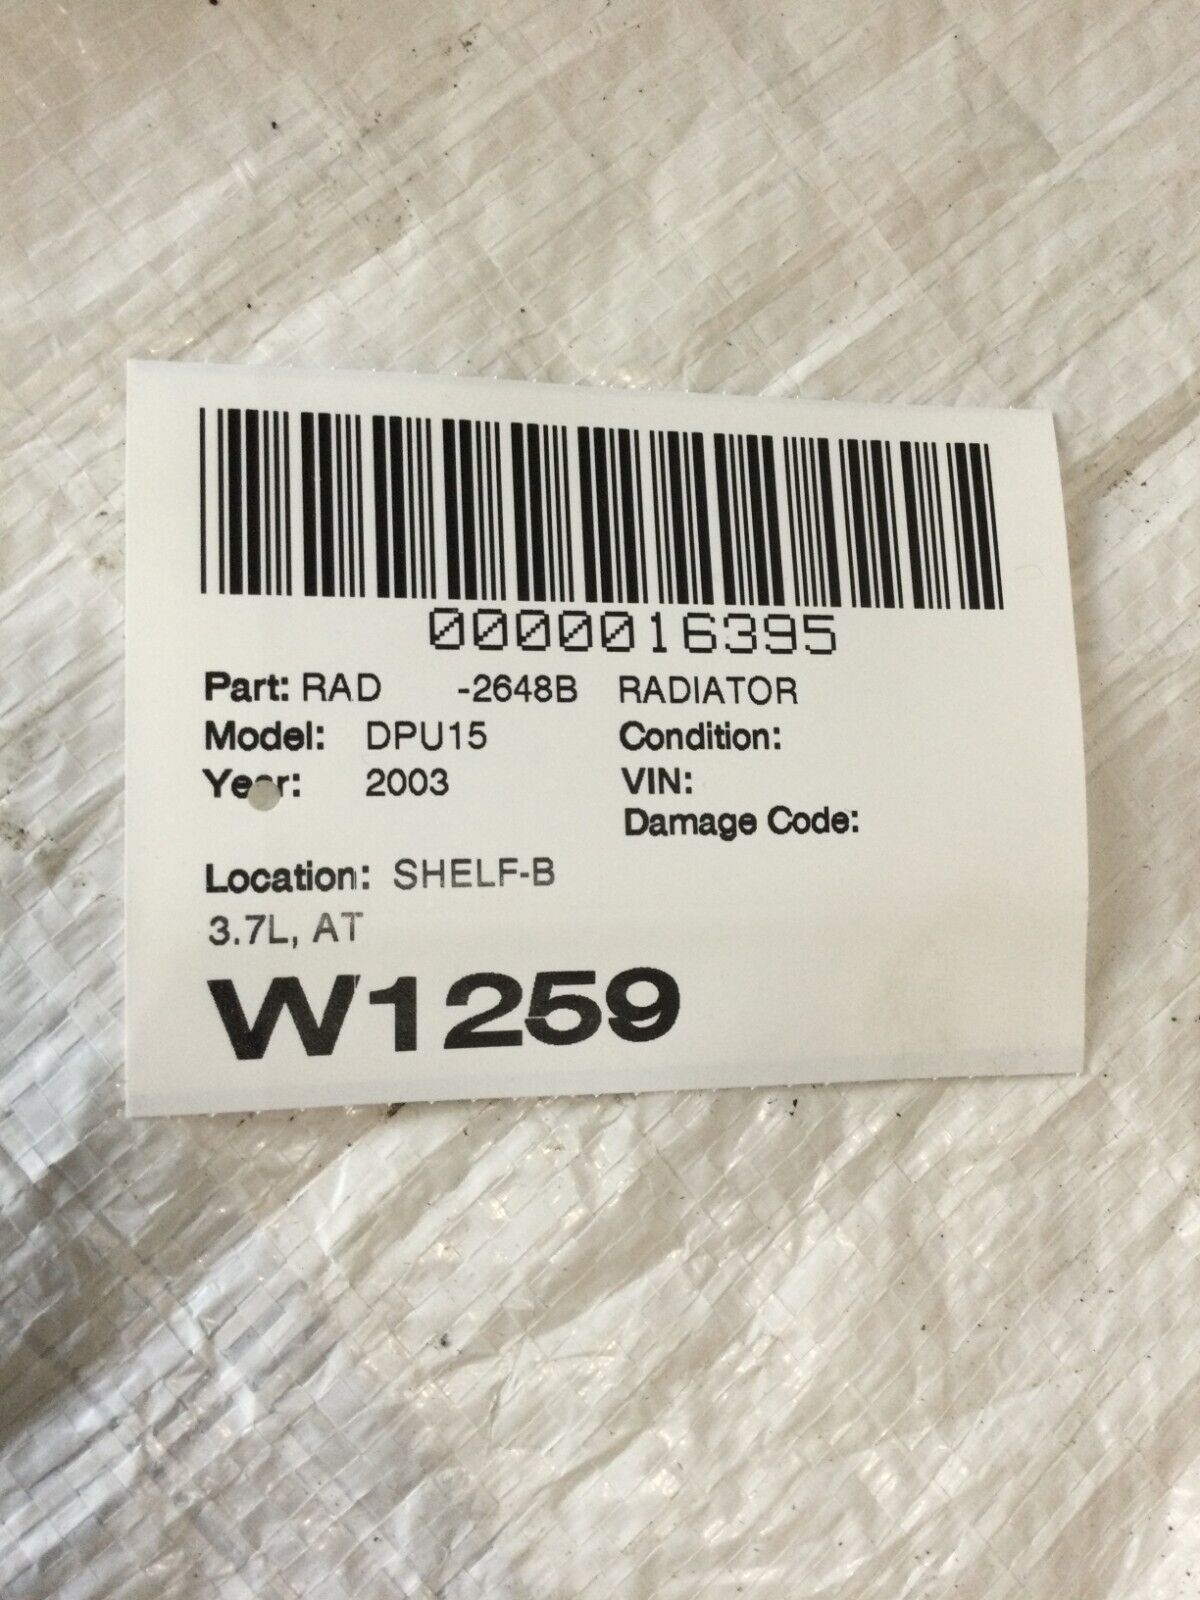 0000016395
Part: RAD -2648B RADIATOR
Model: DPU15 Condition:
Year: 2003 VIN:
Damage Code:
Location: SHELF-B
3.7L, AT
W1259